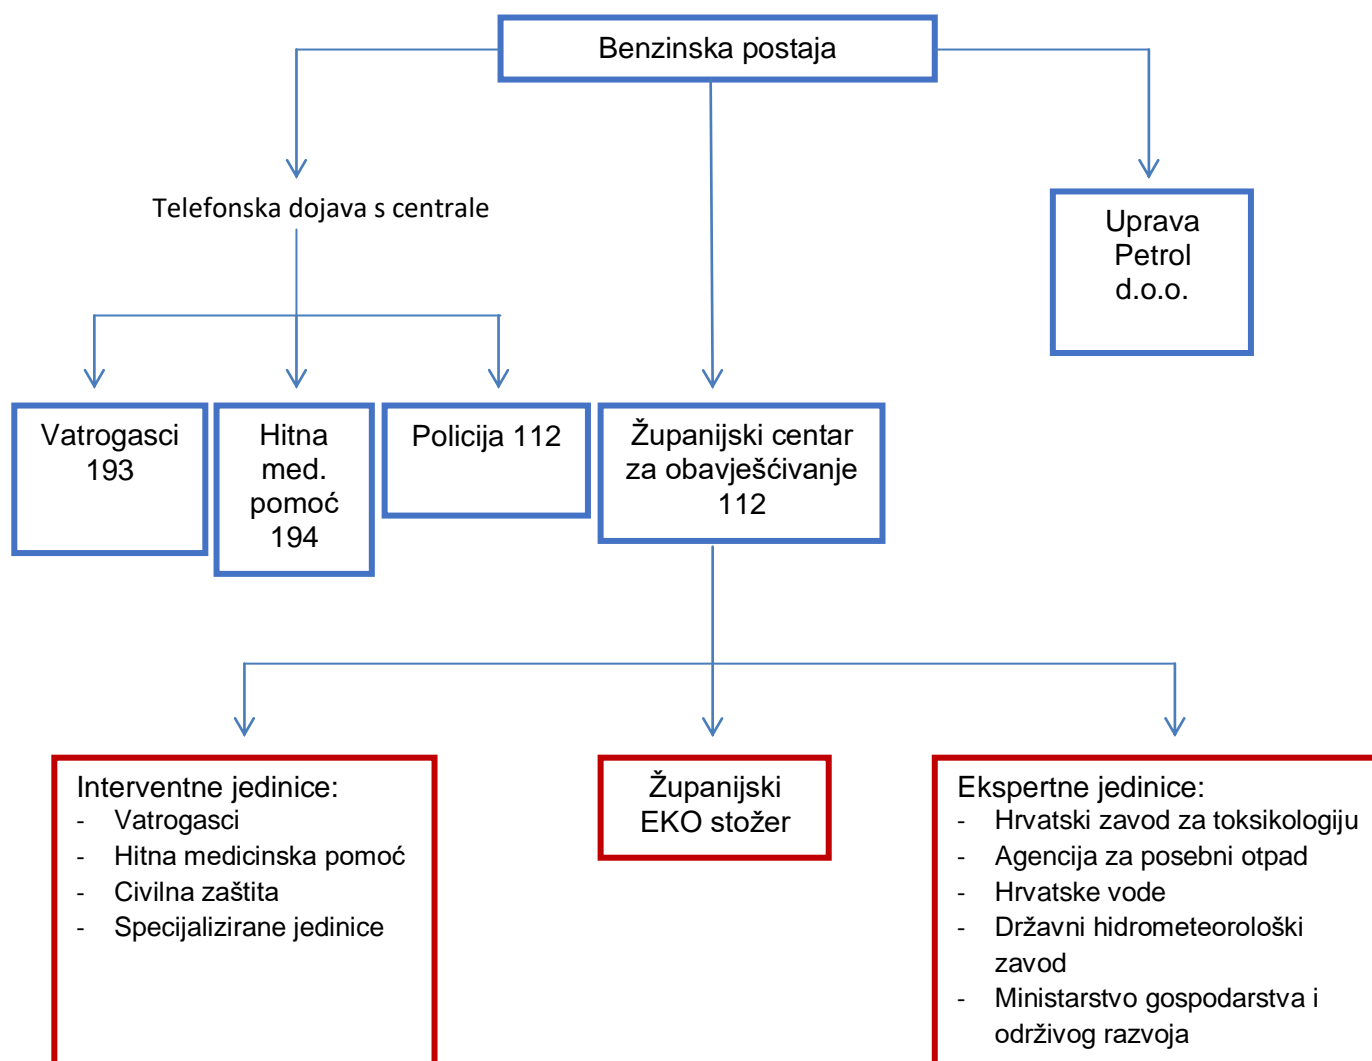 Benzinska postaja
Telefonska dojava s centrale
Uprava
Petrol
d.o.o.
Vatrogasci
193
Hitna
med.
pomoć
194
Policija 112
Županijski centar
za obavješćivanje
112
Interventne jedinice:
- Vatrogasci
- Hitna medicinska pomoć
- Civilna zaštita
- Specijalizirane jedinice
Županijski
EKO stožer
Ekspertne jedinice:
- Hrvatski zavod za toksikologiju
- Agencija za posebni otpad
- Hrvatske vode
- Državni hidrometeorološki
zavod
- Ministarstvo gospodarstva i
održivog razvoja